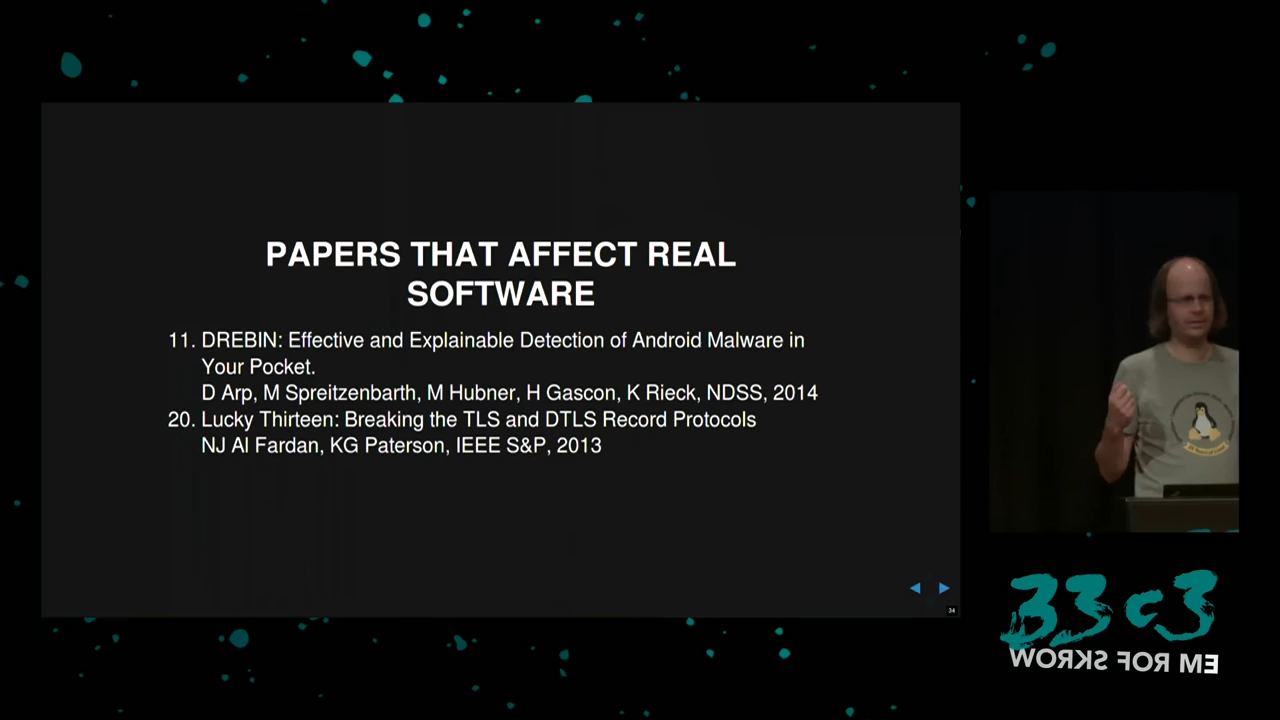 PAPERS THAT AFFECT REAL
SOFTWARE
11. DREBIN: Effective and Explainable Detection of Android Malware in
Your Pocket.
D Arp, M Spreitzenbarth, M Hubner, H Gascon, K Rieck, NDSS, 2014
20. Lucky Thirteen: Breaking the TLS and DTLS Record Protocols
NJ Al Fardan, KG Paterson, IEEE S&P, 2013
34
33c3
WORKS FOR ME